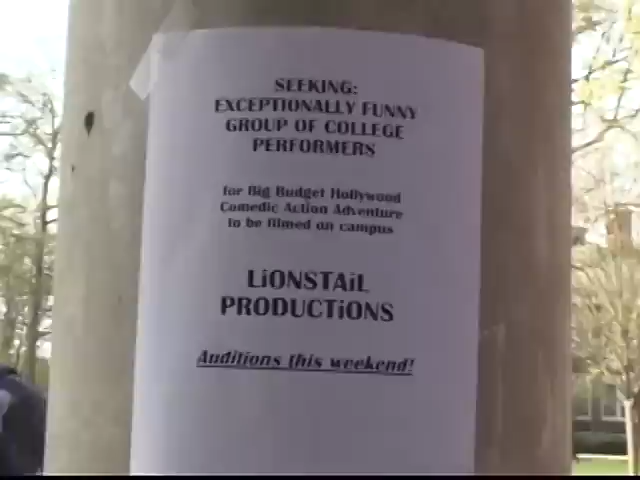 SEEKING:
EXCEPTIONALLY FUNNY
GROUP OF COLLEGE
PERFORMERS
for Big Budget Hollywood
Comedic Action Adventure
to be filmed on campus
LiONSTAiL
PRODUCTiONS
Auditions this weekend!